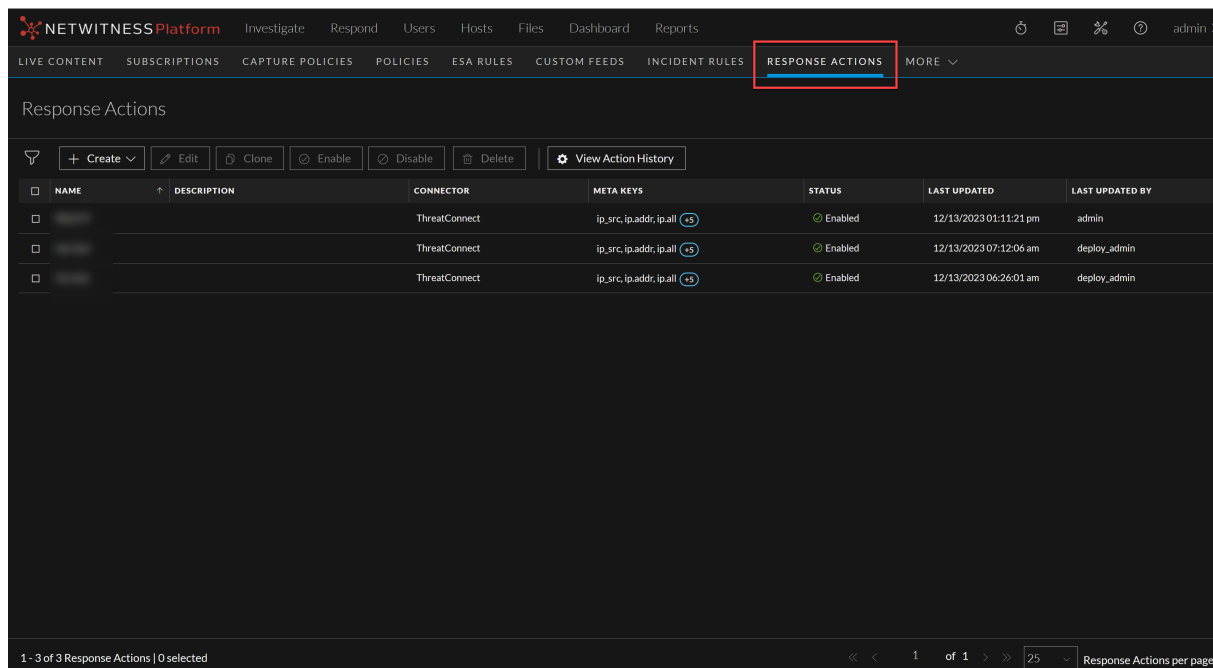 NETWITNESS Platform Investigate Respond Users Hosts Files Dashboard Reports admin
LIVE CONTENT SUBSCRIPTIONS CAPTURE POLICIES POLICIES ESA RULES CUSTOM FEEDS INCIDENT RULES RESPONSE ACTIONS MORE
Response Actions
+ Create Edit Clone Enable Disable Delete View Action History
NAME DESCRIPTION CONNECTOR META KEYS STATUS LAST UPDATED LAST UPDATED BY
ThreatConnect ip_src, ip.addr, ip.all +5 Enabled 12/13/2023 01:11:21 pm admin
ThreatConnect ip_src, ip.addr, ip.all +5 Enabled 12/13/2023 07:12:06 am deploy_admin
ThreatConnect ip_src, ip.addr, ip.all +5 Enabled 12/13/2023 06:26:01 am deploy_admin
1 - 3 of 3 Response Actions | 0 selected 1 of 1 25 Response Actions per page